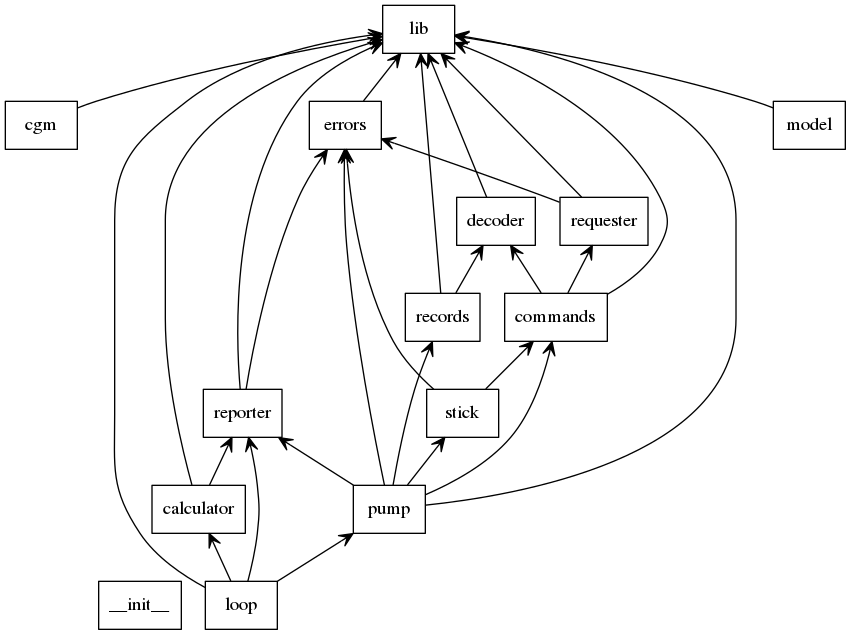 lib
cgm
errors
model
decoder
requester
records
commands
reporter
stick
calculator
pump
__init__
loop